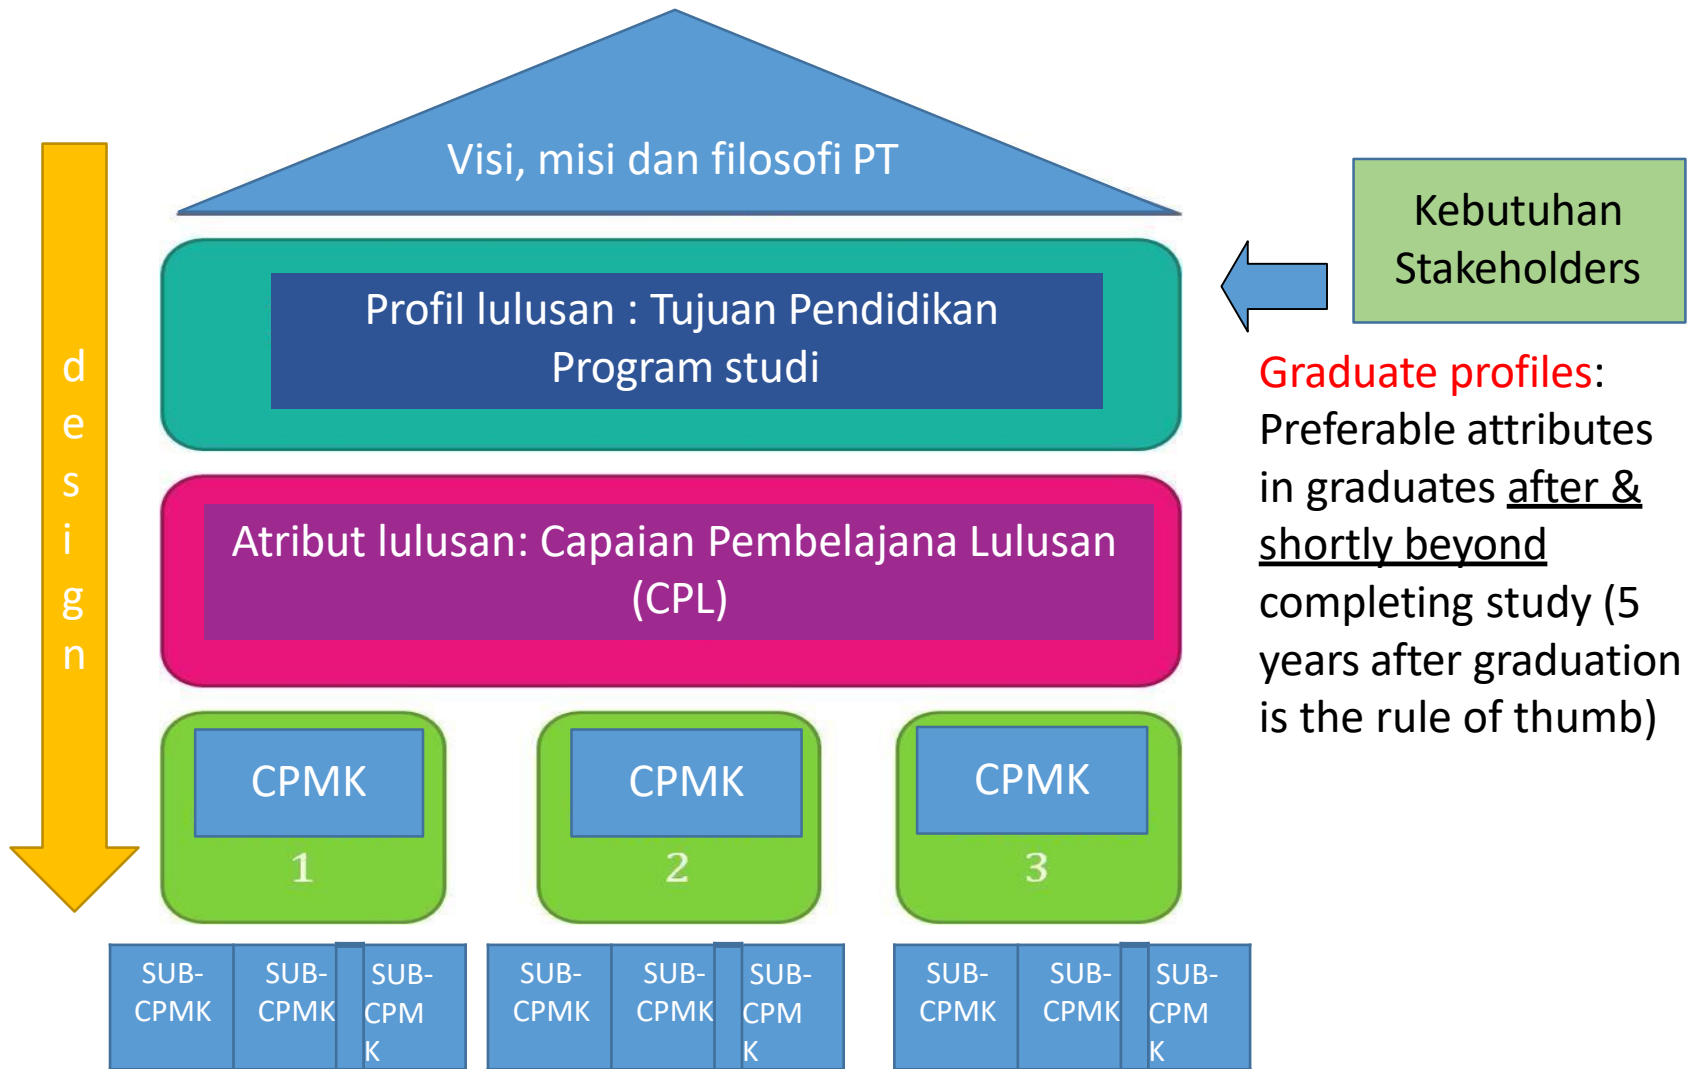 Visi, misi dan filosofi PT
Kebutuhan
Stakeholders
Profil lulusan : Tujuan Pendidikan
Program studi
d
e
s
i
g
n
Graduate profiles:
Preferable attributes
in graduates after &
shortly beyond
completing study (5
years after graduation
is the rule of thumb)
Atribut lulusan: Capaian Pembelajana Lulusan
(CPL)
CPMK
1
CPMK
2
CPMK
3
SUB-
CPMK
SUB-
CPMK
SUB-
CPM
K
SUB-
CPMK
SUB-
CPMK
SUB-
CPM
K
SUB-
CPMK
SUB-
CPMK
SUB-
CPM
K